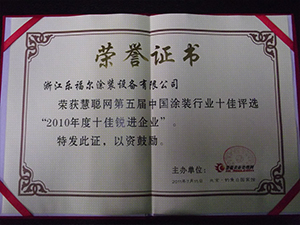 荣誉证书
浙江乐福尔涂装设备有限公司
荣获慧聪网第五届中国涂装行业十佳评选
“2010年度十佳锐进企业”。
特发此证，以资鼓励。
主办单位：